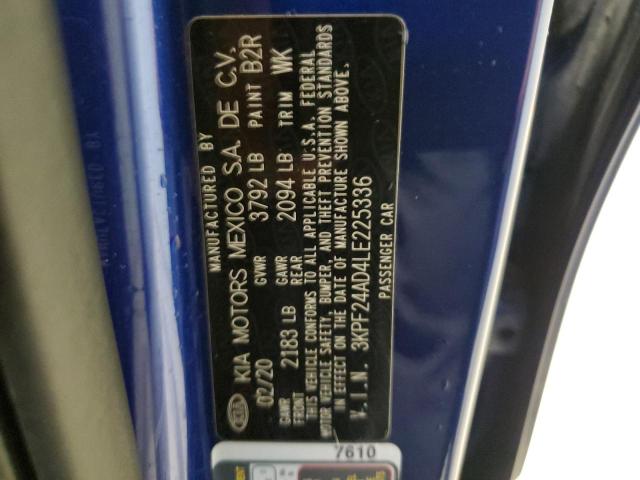 MANUFACTURED BY
KIA KIA MOTORS MEXICO S.A. DE C.V.
02/20 GVWR 3792 LB PAINT B2R
GAWR FRONT 2183 LB GAWR REAR 2094 LB TRIM WK
THIS VEHICLE CONFORMS TO ALL APPLICABLE U.S.A. FEDERAL
MOTOR VEHICLE SAFETY, BUMPER, AND THEFT PREVENTION STANDARDS
IN EFFECT ON THE DATE OF MANUFACTURE SHOWN ABOVE.
V.I.N. 3KPF24AD4LE225336
PASSENGER CAR
7610